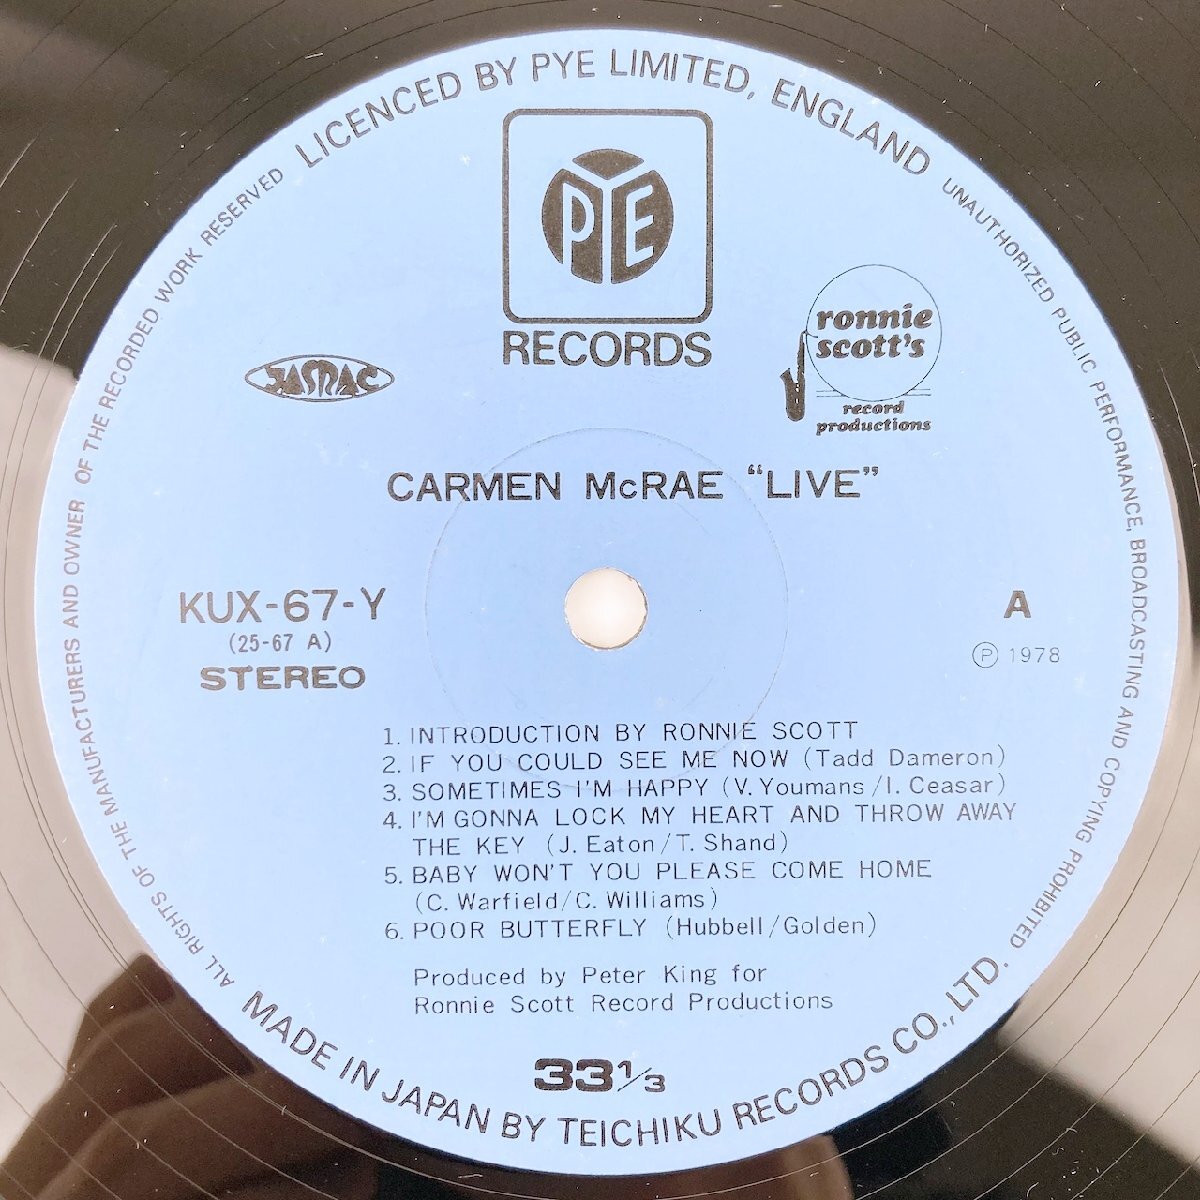 LICENCED BY PYE LIMITED, ENGLAND
UNAUTHORIZED PUBLIC PERFORMANCE, BROADCASTING AND COPYING PROHIBITED
ALL RIGHTS OF THE MANUFACTURERS AND OWNER OF THE RECORDED WORK RESERVED
PYE
RECORDS
JASRAC
ronnie
scott's
record
productions
CARMEN McRAE “LIVE”
KUX-67-Y
(25-67 A)
STEREO
A
Ⓟ 1978
1. INTRODUCTION BY RONNIE SCOTT
2. IF YOU COULD SEE ME NOW (Tadd Dameron)
3. SOMETIMES I'M HAPPY (V. Youmans/I. Ceasar)
4. I'M GONNA LOCK MY HEART AND THROW AWAY
THE KEY (J. Eaton/T. Shand)
5. BABY WON'T YOU PLEASE COME HOME
(C. Warfield/C. Williams)
6. POOR BUTTERFLY (Hubbell/Golden)
Produced by Peter King for
Ronnie Scott Record Productions
33 1/3
MADE IN JAPAN BY TEICHIKU RECORDS CO., LTD.